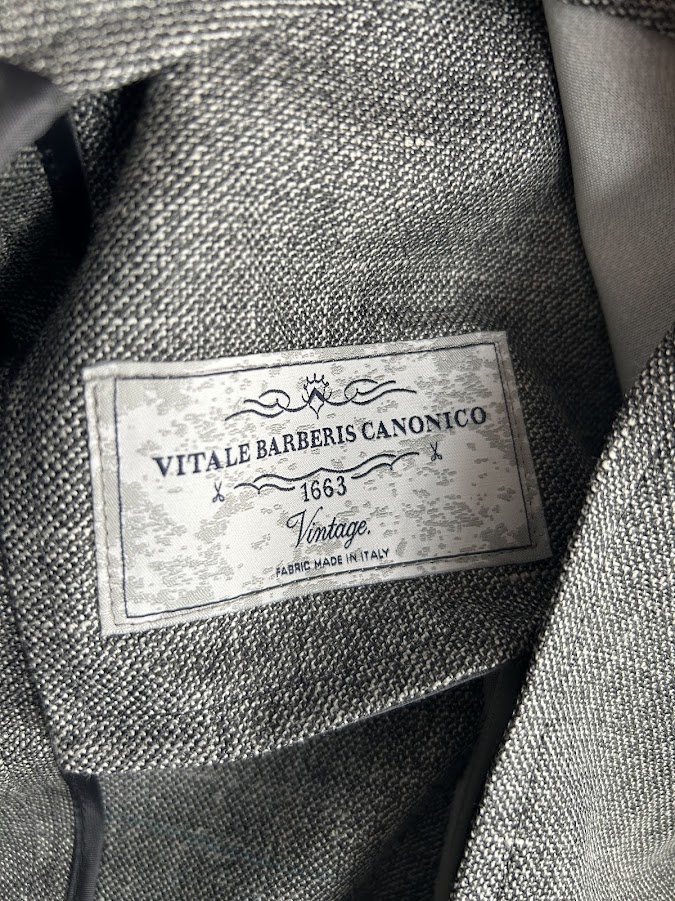 VITALE BARBERIS CANONICO
1663
Vintage.
FABRIC MADE IN ITALY